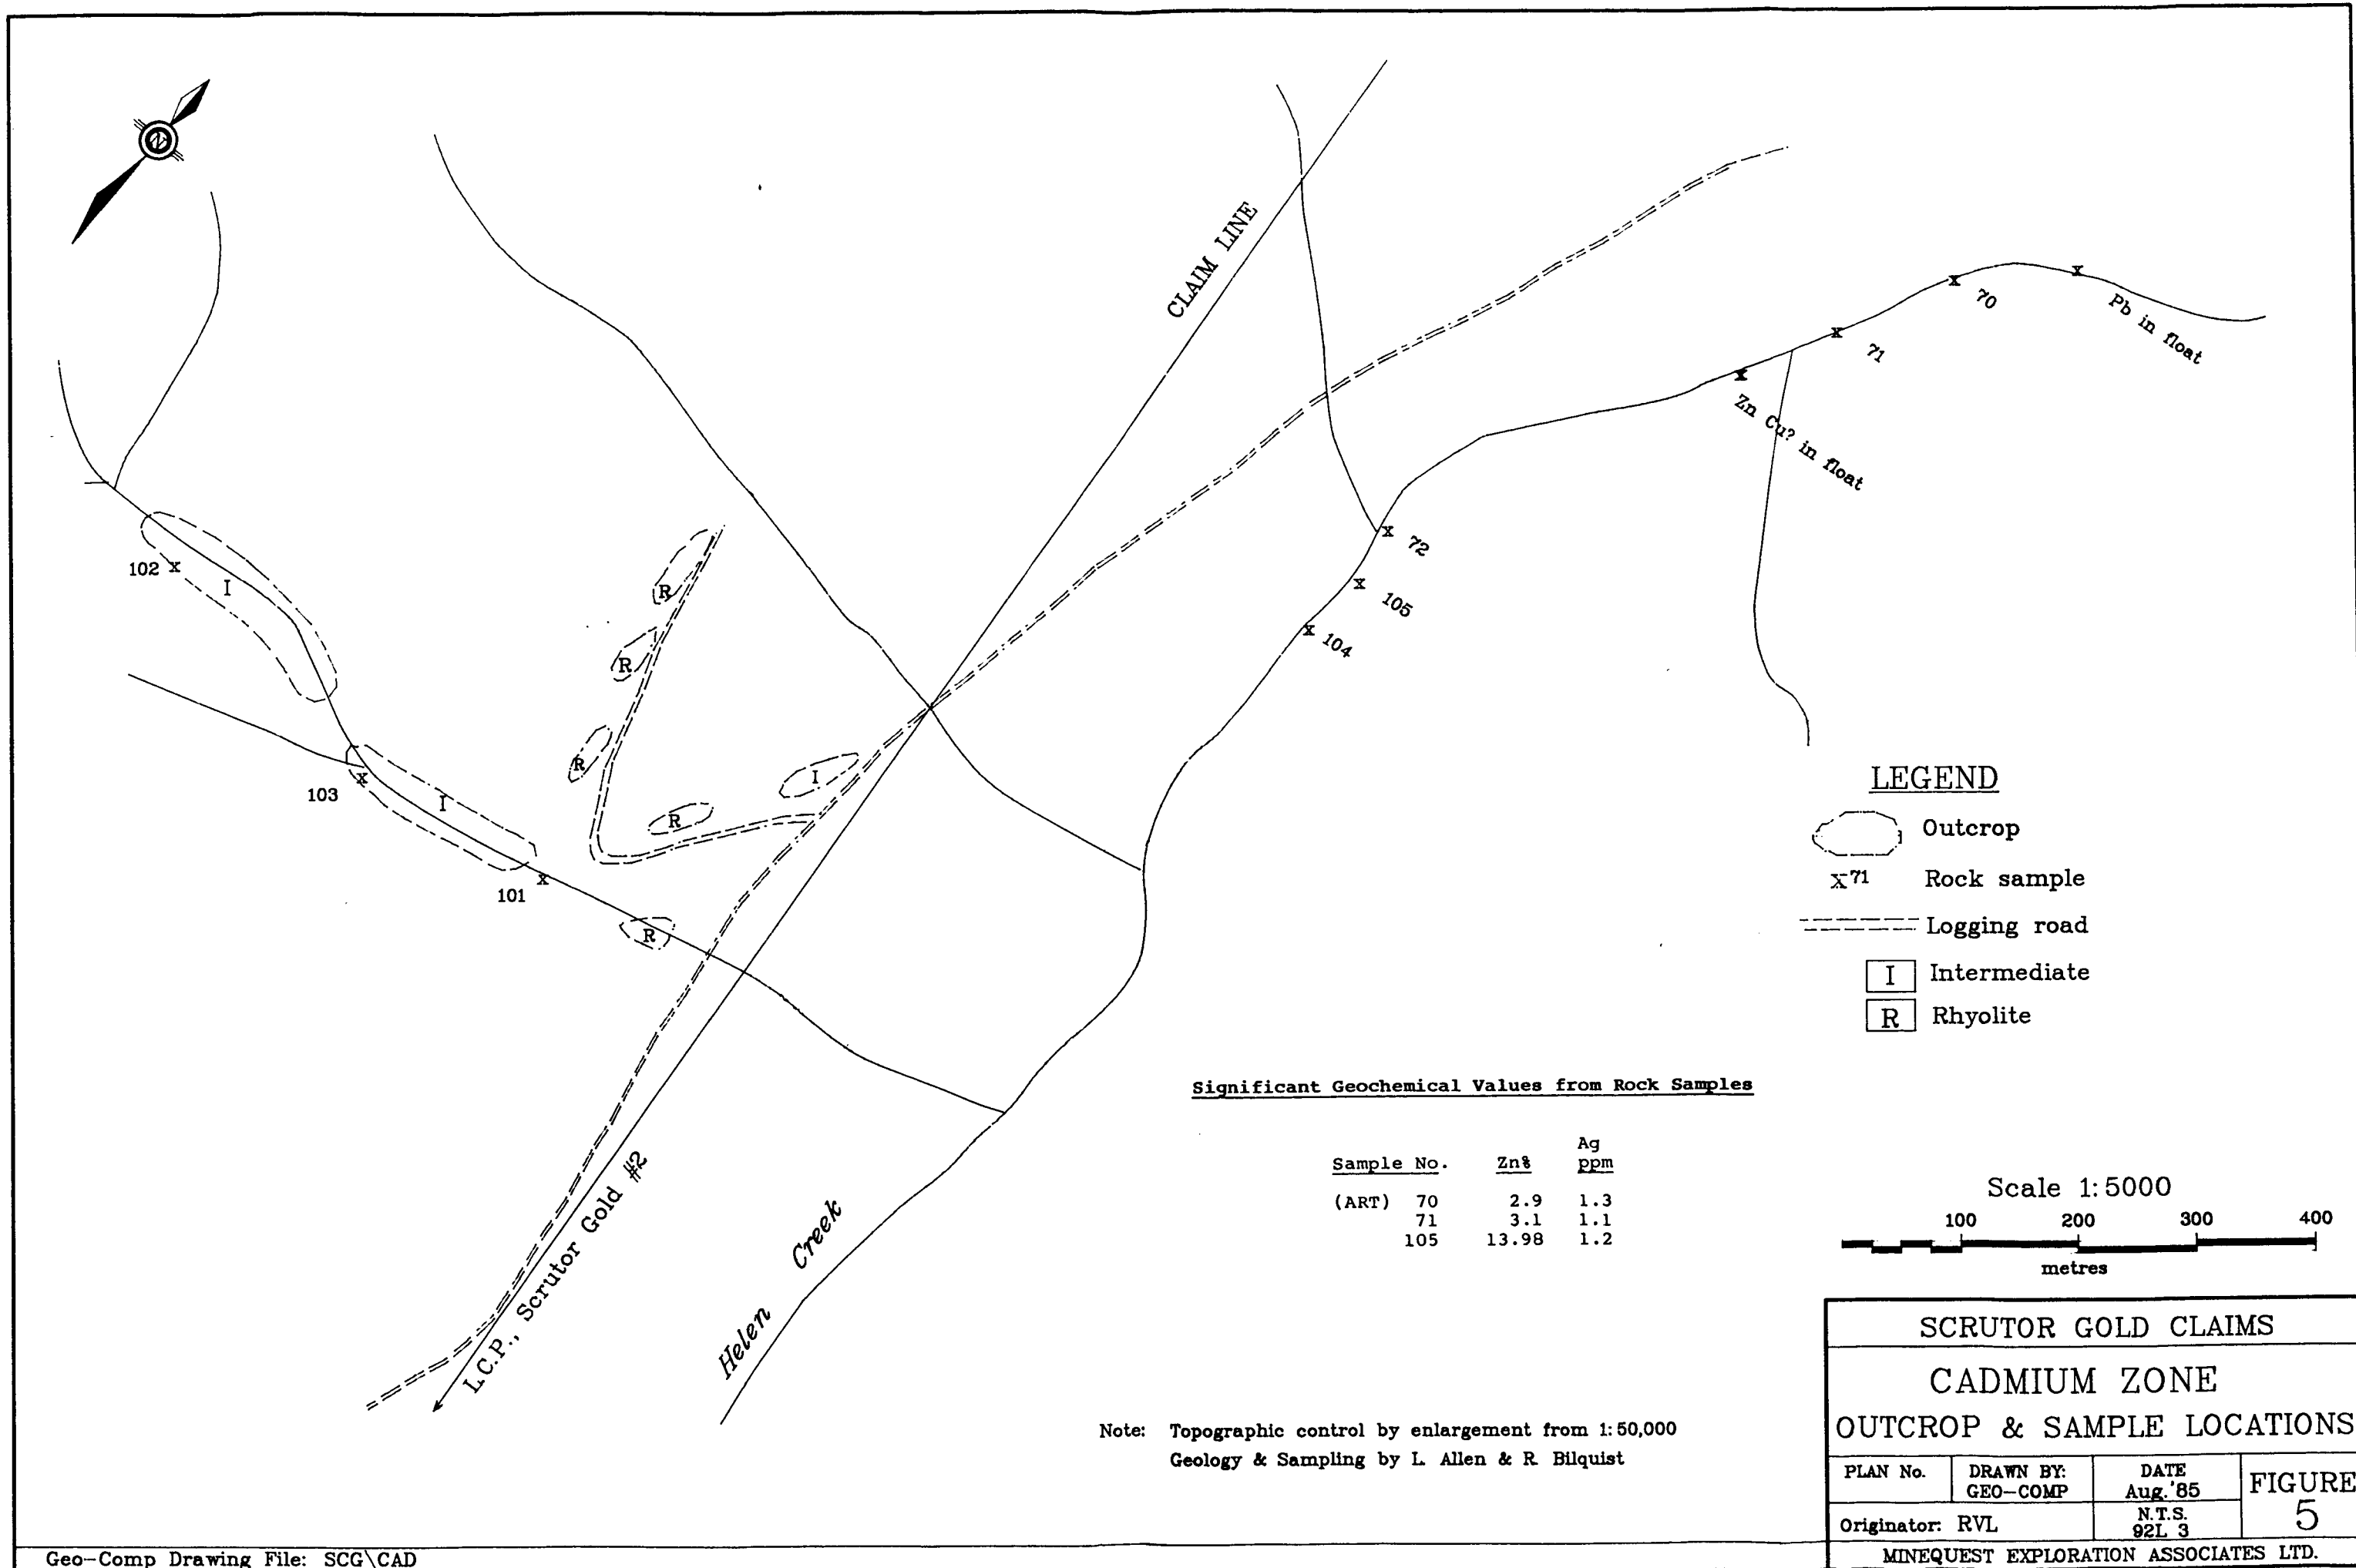 N
CLAIM LINE
70
Pb in float
71
Zn Cu? in float
72
105
104
102
I
R
R
R
I
R
103
I
101
R
L.C.P., Scrutor Gold #2
Helen Creek
LEGEND
Outcrop
x71 Rock sample
Logging road
I Intermediate
R Rhyolite
Significant Geochemical Values from Rock Samples
Ag
Sample No. Zn% ppm
(ART) 70 2.9 1.3
71 3.1 1.1
105 13.98 1.2
Scale 1:5000
100 200 300 400
metres
Note: Topographic control by enlargement from 1:50,000
Geology & Sampling by L. Allen & R. Bilquist
SCRUTOR GOLD CLAIMS
CADMIUM ZONE
OUTCROP & SAMPLE LOCATIONS
PLAN No.
DRAWN BY:
GEO-COMP
DATE
Aug.'85
FIGURE
5
Originator: RVL
N.T.S.
92L 3
MINEQUEST EXPLORATION ASSOCIATES LTD.
Geo-Comp Drawing File: SCG\CAD